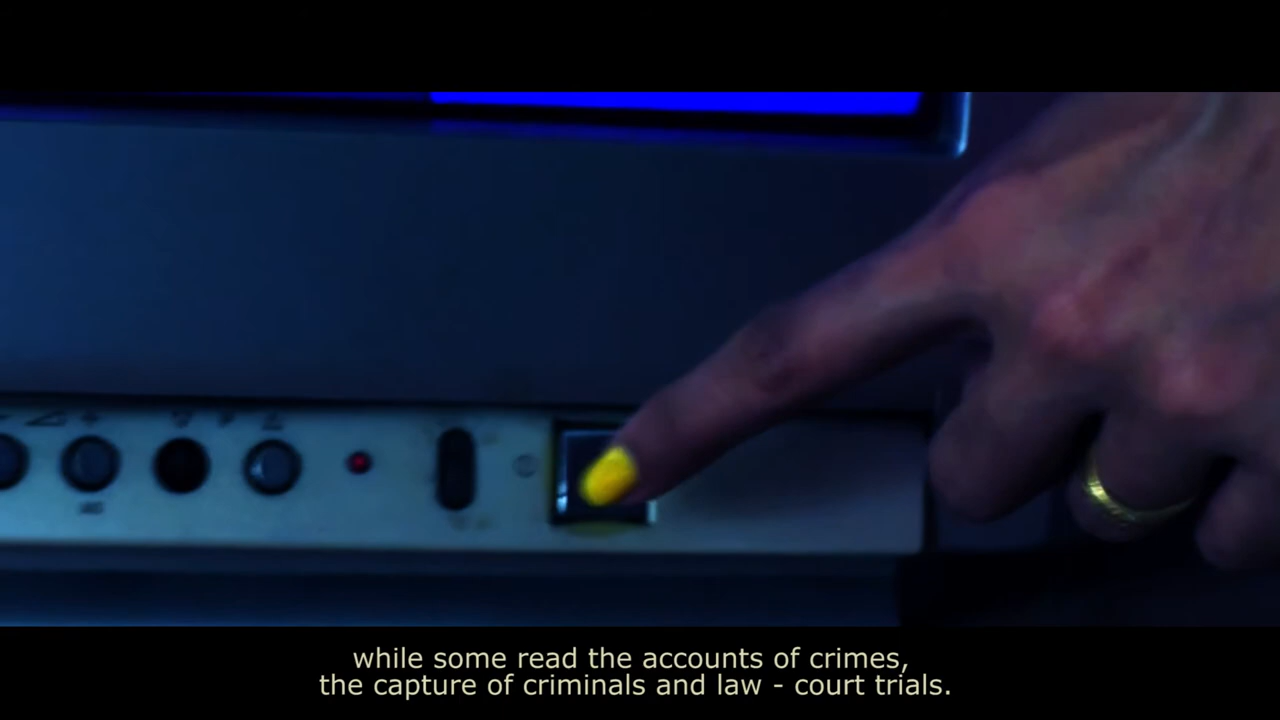 while some read the accounts of crimes,
the capture of criminals and law - court trials.